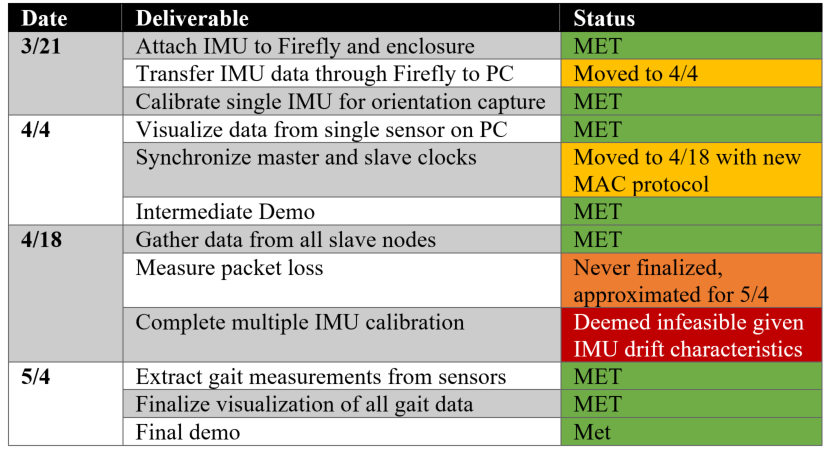 Date Deliverable Status
3/21 Attach IMU to Firefly and enclosure MET
Transfer IMU data through Firefly to PC Moved to 4/4
Calibrate single IMU for orientation capture MET
4/4 Visualize data from single sensor on PC MET
Synchronize master and slave clocks Moved to 4/18 with new
MAC protocol
Intermediate Demo MET
4/18 Gather data from all slave nodes MET
Measure packet loss Never finalized,
approximated for 5/4
Complete multiple IMU calibration Deemed infeasible given
IMU drift characteristics
5/4 Extract gait measurements from sensors MET
Finalize visualization of all gait data MET
Final demo Met